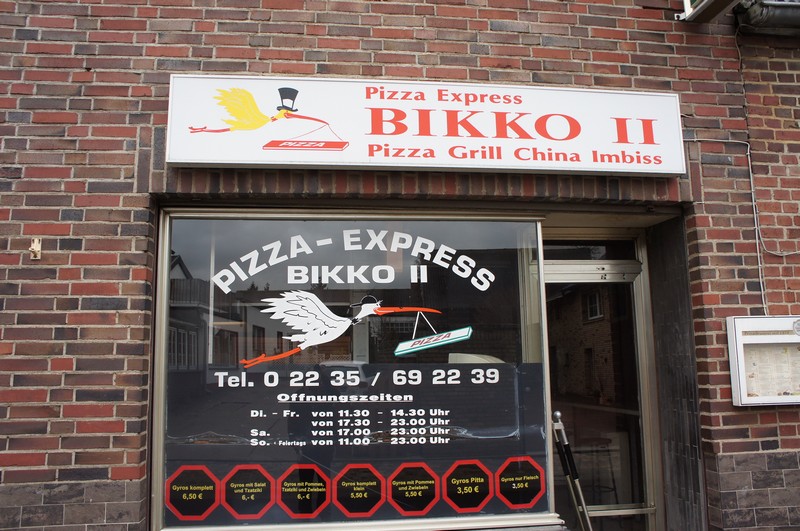 Pizza Express
BIKKO II
Pizza Grill China Imbiss
PIZZA
PIZZA-EXPRESS
BIKKO II
PIZZA
Tel. 0 22 35 / 69 22 39
Öffnungszeiten
Di. - Fr. von 11.30 - 14.30 Uhr
von 17.30 - 23.00 Uhr
Sa. von 17.00 - 23.00 Uhr
So. - Feiertags von 11.00 - 23.00 Uhr
Gyros komplett
6,50 €
Gyros mit Salat
und Tzatziki
6,- €
Gyros mit Pommes,
Tzatziki und Zwiebeln
6,- €
Gyros komplett
klein
5,50 €
Gyros mit Pommes
und Zwiebeln
5,50 €
Gyros Pitta
3,50 €
Gyros nur Fleisch